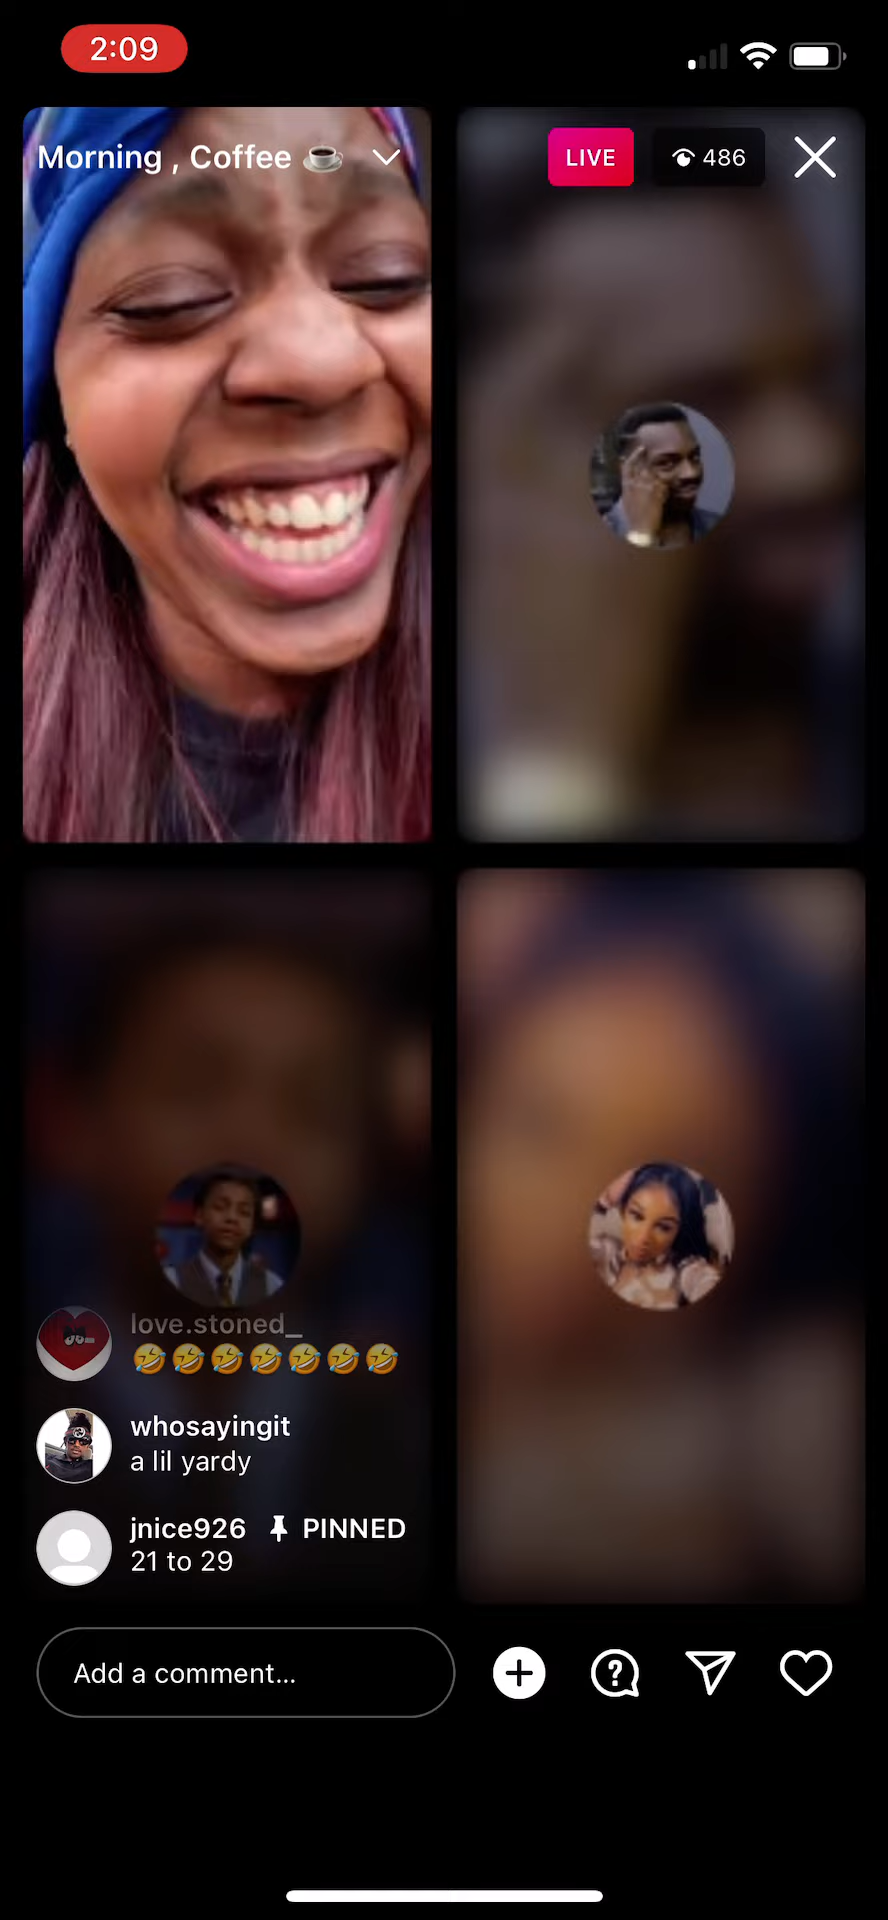 2:09
Morning , Coffee ☕
LIVE
486
love.stoned_
🤣🤣🤣🤣🤣🤣🤣
whosayingit
a lil yardy
jnice926 PINNED
21 to 29
Add a comment...